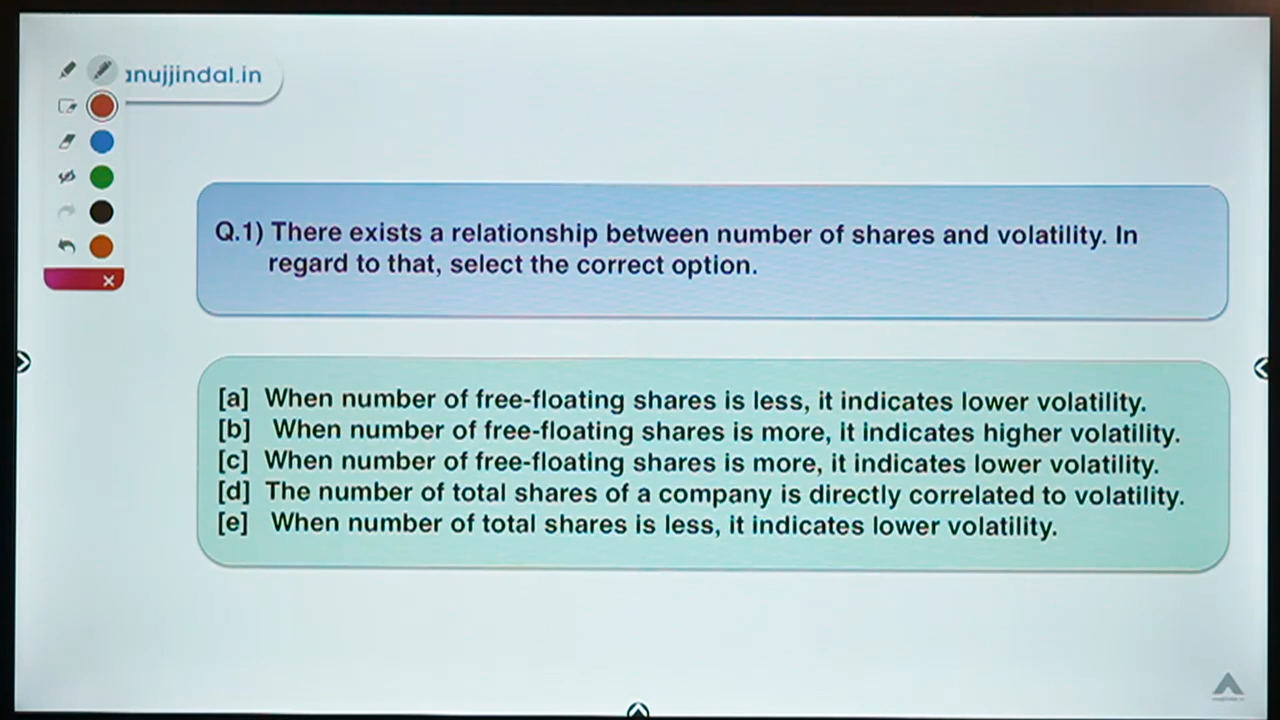 anujjindal.in
Q.1) There exists a relationship between number of shares and volatility. In
regard to that, select the correct option.
[a] When number of free-floating shares is less, it indicates lower volatility.
[b] When number of free-floating shares is more, it indicates higher volatility.
[c] When number of free-floating shares is more, it indicates lower volatility.
[d] The number of total shares of a company is directly correlated to volatility.
[e] When number of total shares is less, it indicates lower volatility.